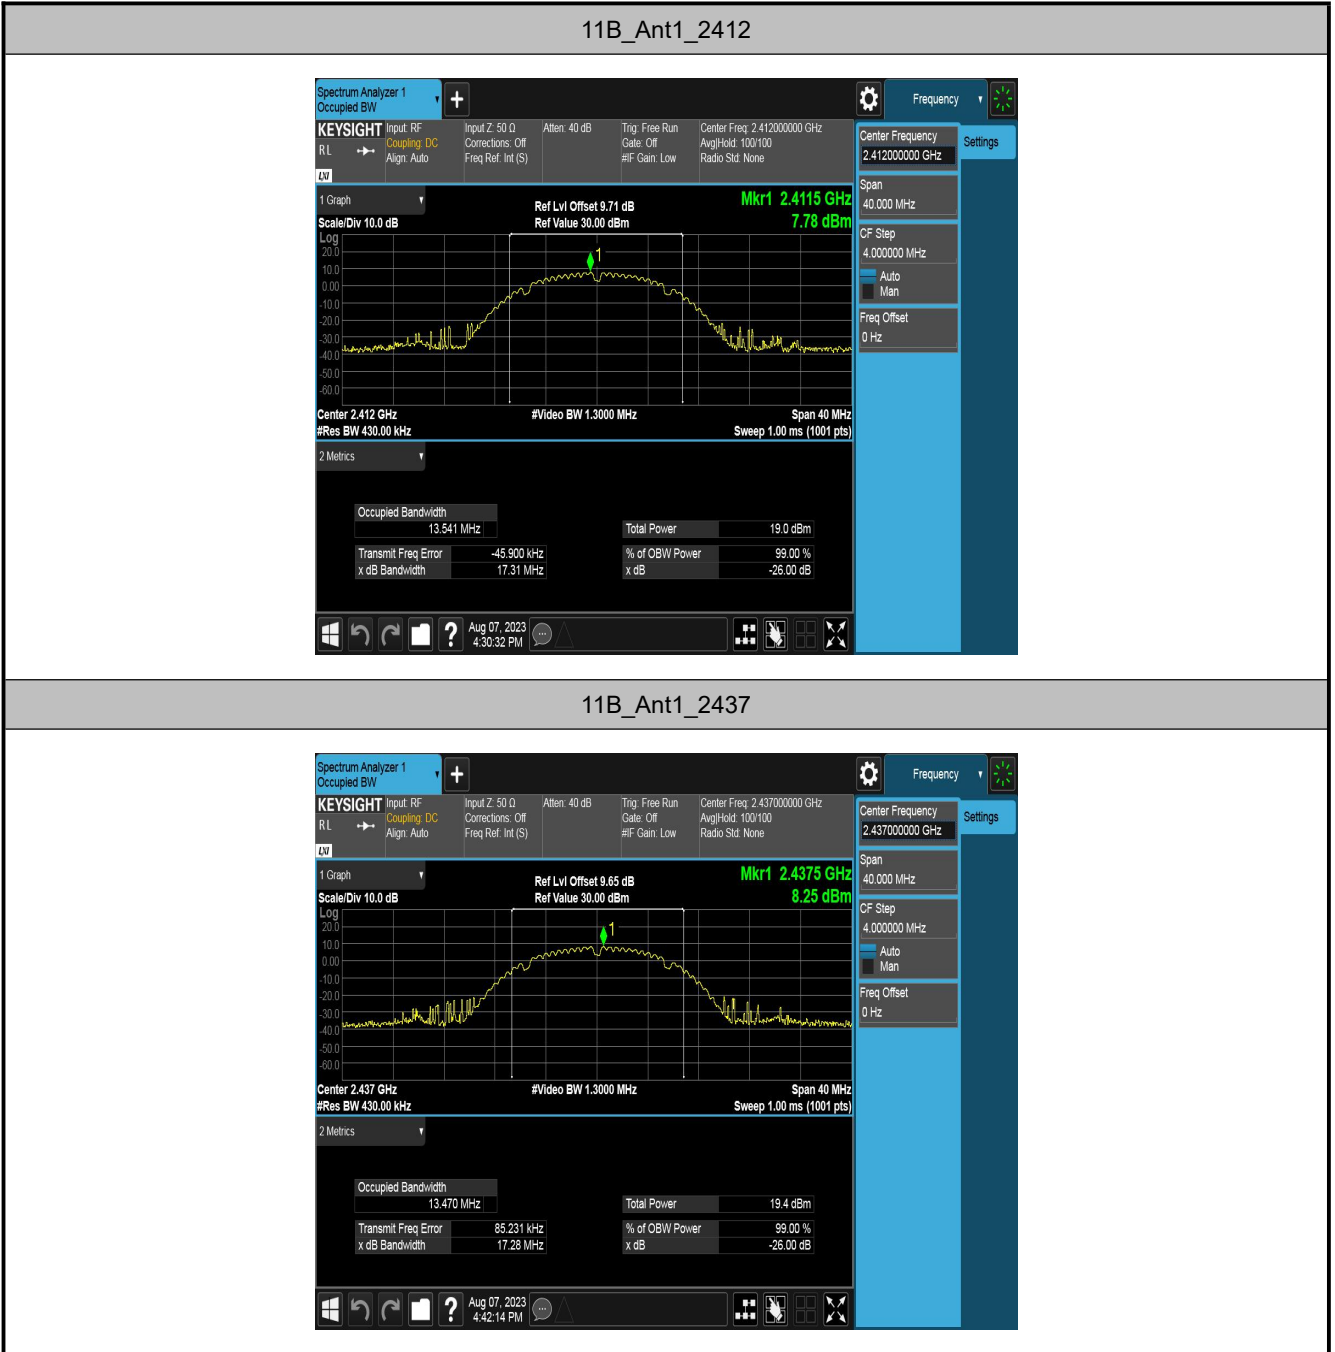 11B_Ant1_2412
Spectrum Analyzer 1
Occupied BW
Frequency
KEYSIGHT
RL
LXI
Input: RF
Coupling: DC
Align: Auto
Input Z: 50 Ω
Corrections: Off
Freq Ref: Int (S)
Atten: 40 dB
Trig: Free Run
Gate: Off
#IF Gain: Low
Center Freq: 2.412000000 GHz
Avg|Hold: 100/100
Radio Std: None
Center Frequency
2.412000000 GHz
Settings
Span
40.000 MHz
CF Step
4.000000 MHz
Auto
Man
Freq Offset
0 Hz
1 Graph
Scale/Div 10.0 dB
Ref Lvl Offset 9.71 dB
Ref Value 30.00 dBm
Mkr1 2.4115 GHz
7.78 dBm
Log
20.0
10.0
0.00
-10.0
-20.0
-30.0
-40.0
-50.0
-60.0
1
Center 2.412 GHz
#Video BW 1.3000 MHz
Span 40 MHz
#Res BW 430.00 kHz
Sweep 1.00 ms (1001 pts)
2 Metrics
Occupied Bandwidth
13.541 MHz
Total Power 19.0 dBm
Transmit Freq Error -45.900 kHz
% of OBW Power 99.00 %
x dB Bandwidth 17.31 MHz
x dB -26.00 dB
Aug 07, 2023
4:30:32 PM
11B_Ant1_2437
Spectrum Analyzer 1
Occupied BW
Frequency
KEYSIGHT
RL
LXI
Input: RF
Coupling: DC
Align: Auto
Input Z: 50 Ω
Corrections: Off
Freq Ref: Int (S)
Atten: 40 dB
Trig: Free Run
Gate: Off
#IF Gain: Low
Center Freq: 2.437000000 GHz
Avg|Hold: 100/100
Radio Std: None
Center Frequency
2.437000000 GHz
Settings
Span
40.000 MHz
CF Step
4.000000 MHz
Auto
Man
Freq Offset
0 Hz
1 Graph
Scale/Div 10.0 dB
Ref Lvl Offset 9.65 dB
Ref Value 30.00 dBm
Mkr1 2.4375 GHz
8.25 dBm
Log
20.0
10.0
0.00
-10.0
-20.0
-30.0
-40.0
-50.0
-60.0
1
Center 2.437 GHz
#Video BW 1.3000 MHz
Span 40 MHz
#Res BW 430.00 kHz
Sweep 1.00 ms (1001 pts)
2 Metrics
Occupied Bandwidth
13.470 MHz
Total Power 19.4 dBm
Transmit Freq Error 85.231 kHz
% of OBW Power 99.00 %
x dB Bandwidth 17.28 MHz
x dB -26.00 dB
Aug 07, 2023
4:42:14 PM